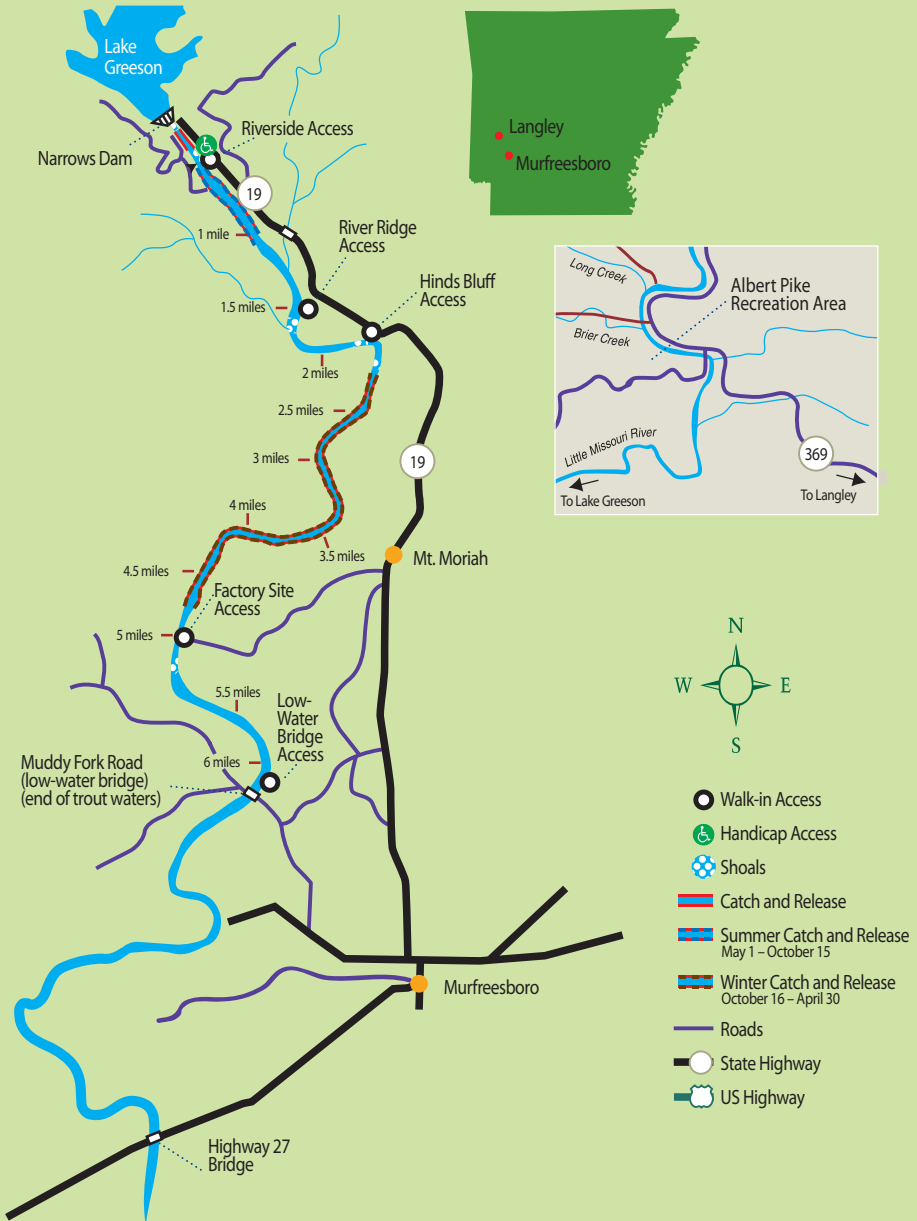 Lake
Greeson
Narrows Dam
Riverside Access
19
1 mile
River Ridge
Access
1.5 miles
Hinds Bluff
Access
2 miles
2.5 miles
3 miles
19
4 miles
3.5 miles
Mt. Moriah
4.5 miles
Factory Site
Access
5 miles
5.5 miles
Low-
Water
Bridge
Access
6 miles
Muddy Fork Road
(low-water bridge)
(end of trout waters)
Murfreesboro
Highway 27
Bridge
Langley
Murfreesboro
Long Creek
Albert Pike
Recreation Area
Brier Creek
Little Missouri River
369
To Lake Greeson
To Langley
N
W
E
S
Walk-in Access
Handicap Access
Shoals
Catch and Release
Summer Catch and Release
May 1 – October 15
Winter Catch and Release
October 16 – April 30
Roads
State Highway
US Highway